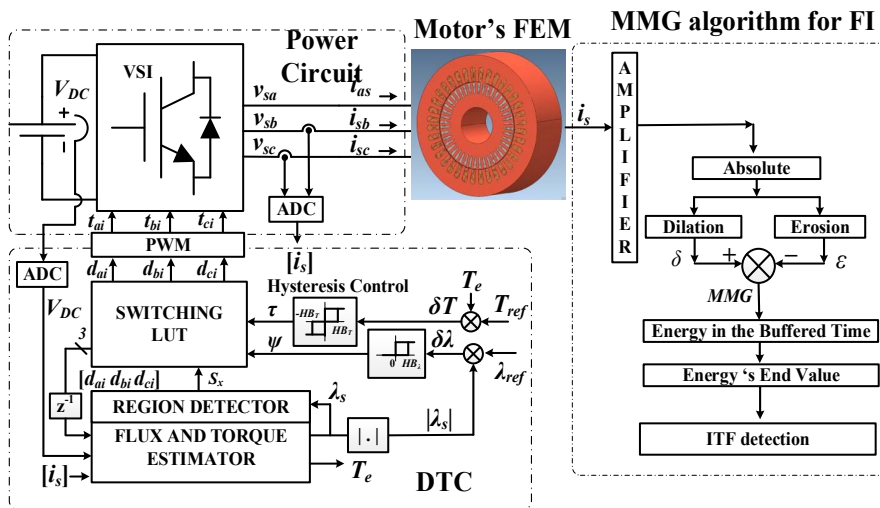 Power
Circuit
Motor's FEM
MMG algorithm for FI
VSI
V_DC
+
-
v_sa
v_sb
v_sc
i_as
i_sb
i_sc
i_s
ADC
[i_s]
t_ai
t_bi
t_ci
PWM
d_ai
d_bi
d_ci
ADC
V_DC
SWITCHING
LUT
3
[d_ai d_bi d_ci]
z^-1
S_x
REGION DETECTOR
FLUX AND TORQUE
ESTIMATOR
[i_s]
Hysteresis Control
τ
ψ
-HB_T
HB_T
0
HB_λ
δT
T_e
T_ref
δλ
λ_ref
λ_s
|.|
|λ_s|
T_e
DTC
AMPLIFIER
Absolute
Dilation
Erosion
δ
+
−
ε
MMG
Energy in the Buffered Time
Energy ‘s End Value
ITF detection